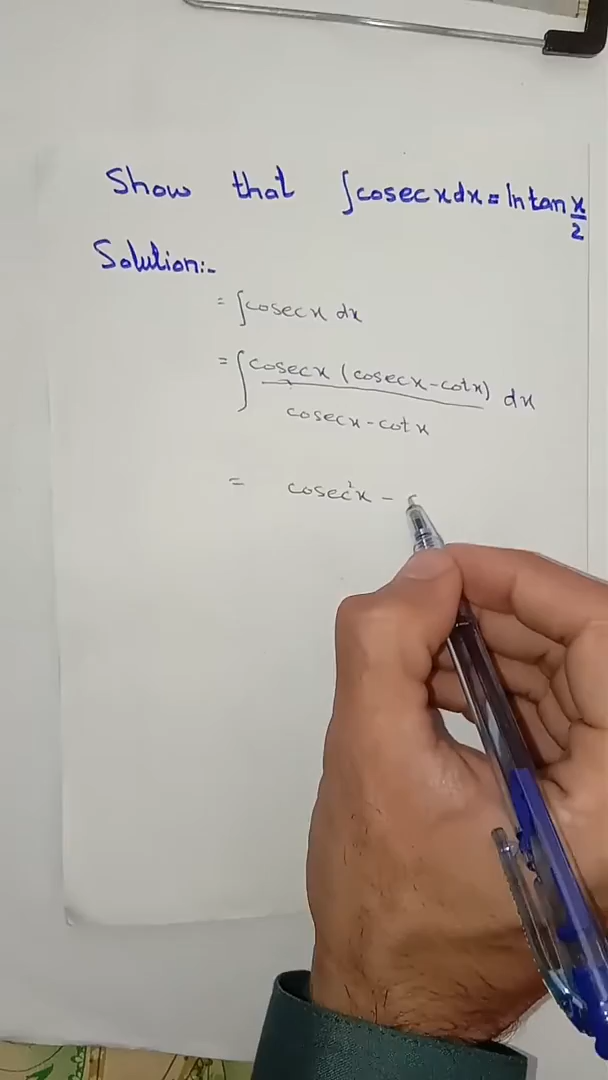 Show that ∫cosec x dx = ln tan x/2
Solution:-
= ∫cosec x dx
= ∫ cosec x (cosec x - cot x) / cosec x - cot x dx
= cosec²x -